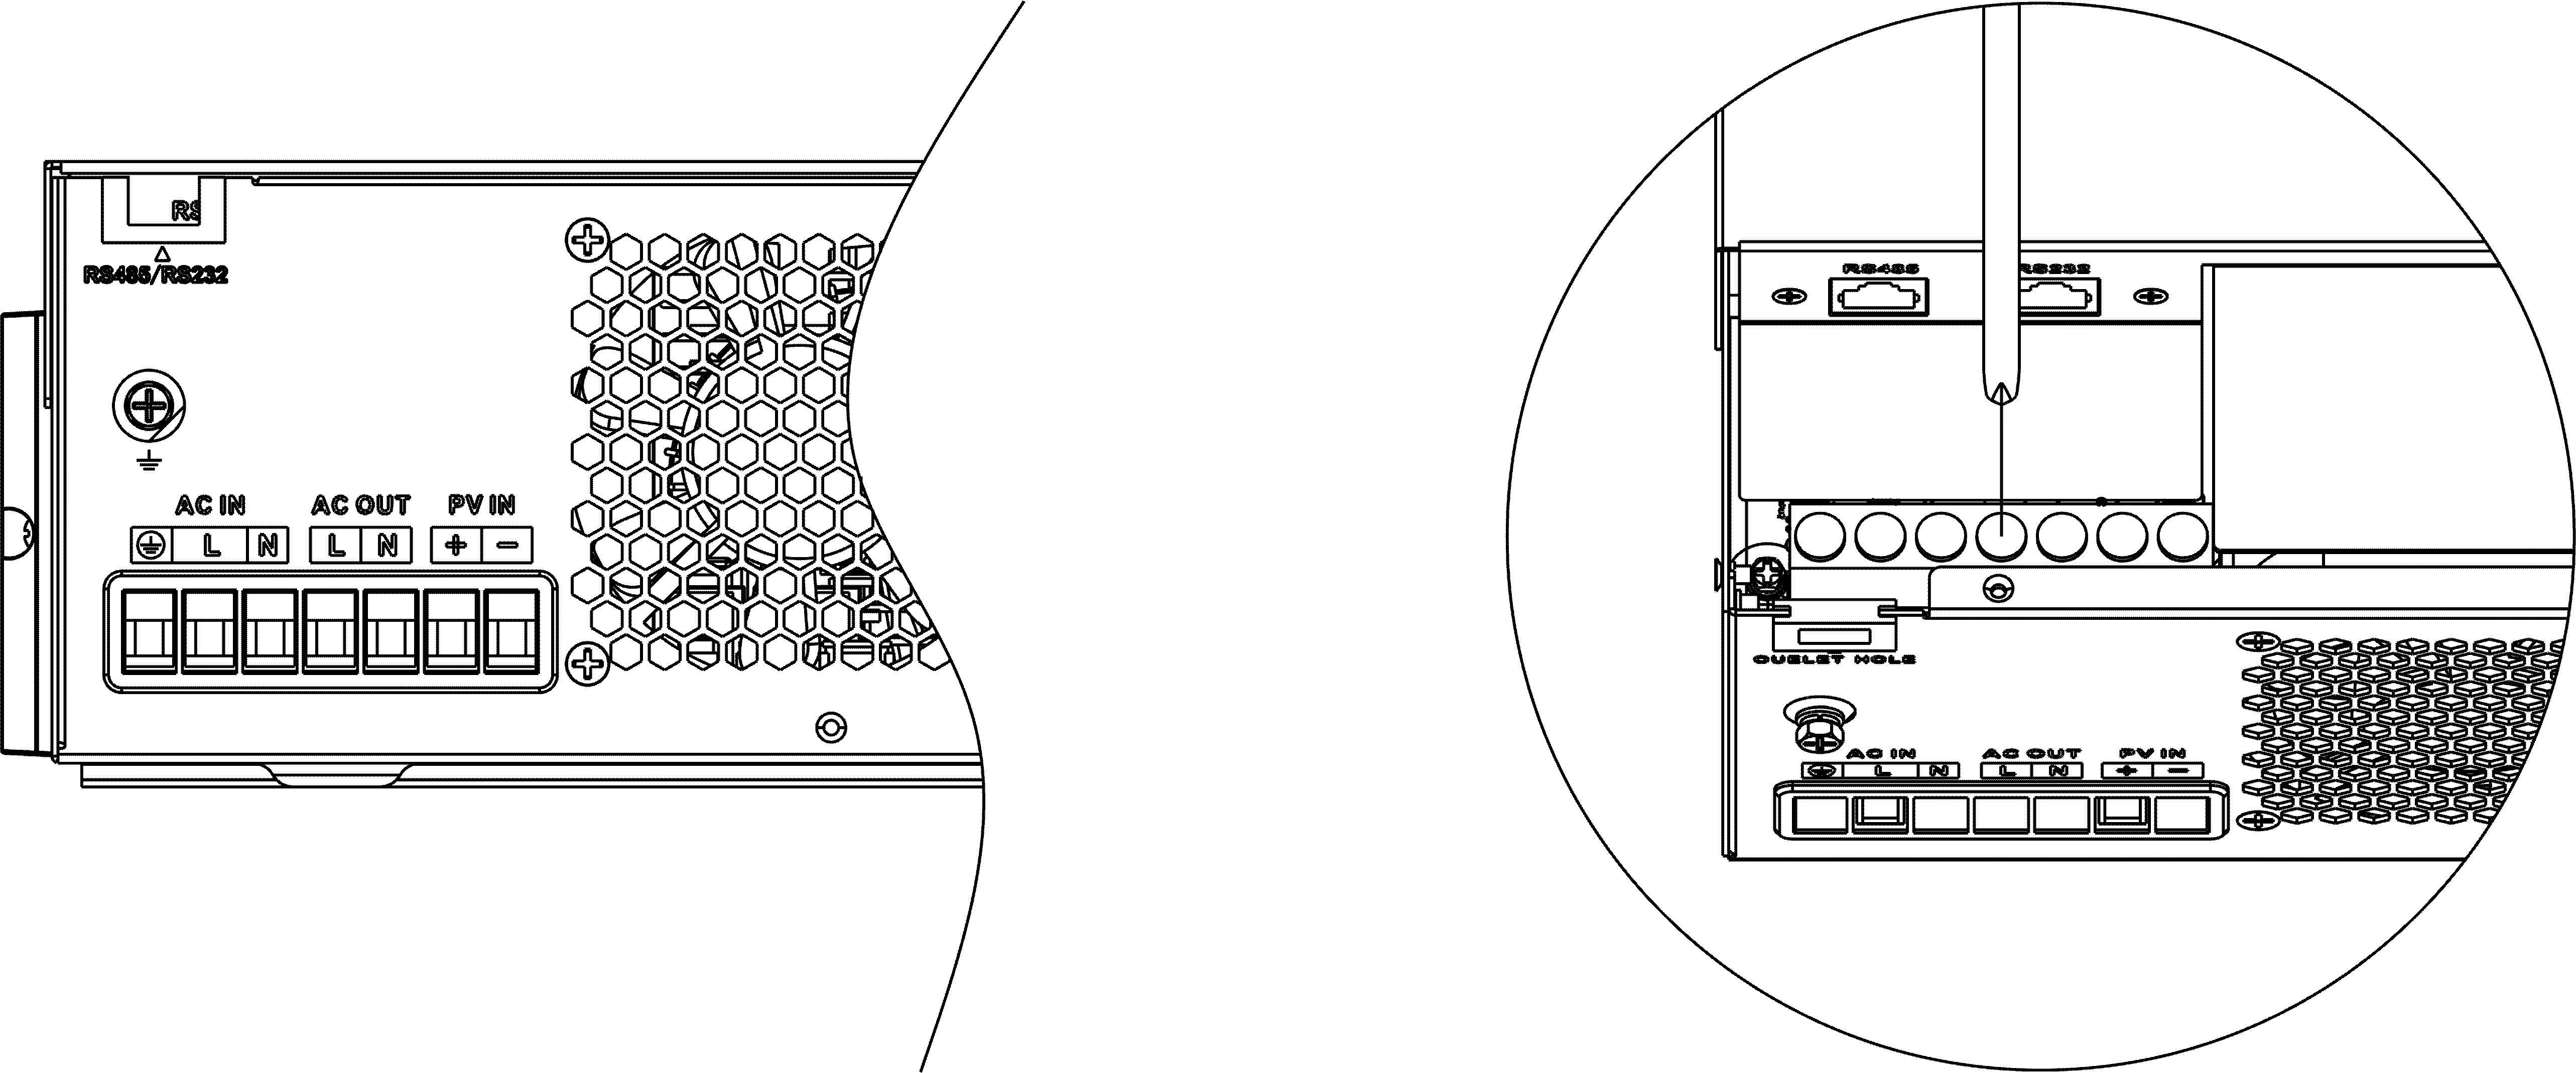 RS
RS485/RS232
AC IN AC OUT PV IN
L N L N + -
RS485 RS232
OUELET HOLE
AC IN AC OUT PV IN
L N L N + -